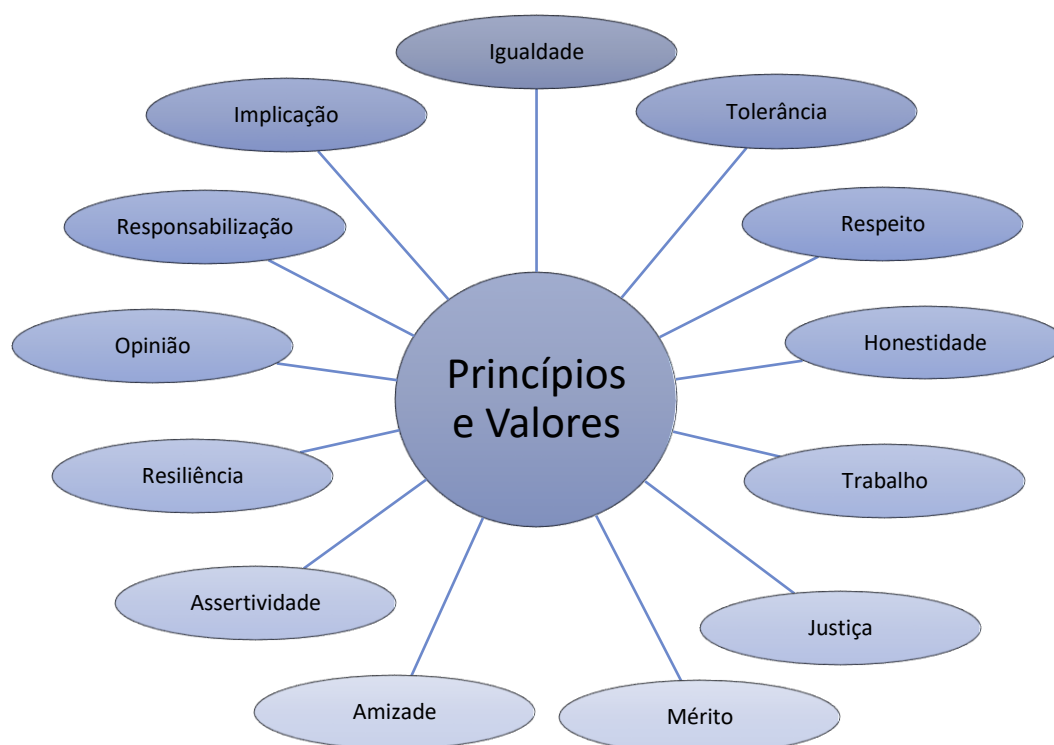 Igualdade
Tolerância
Respeito
Honestidade
Trabalho
Justiça
Mérito
Amizade
Assertividade
Resiliência
Opinião
Responsabilização
Implicação
Princípios
e Valores